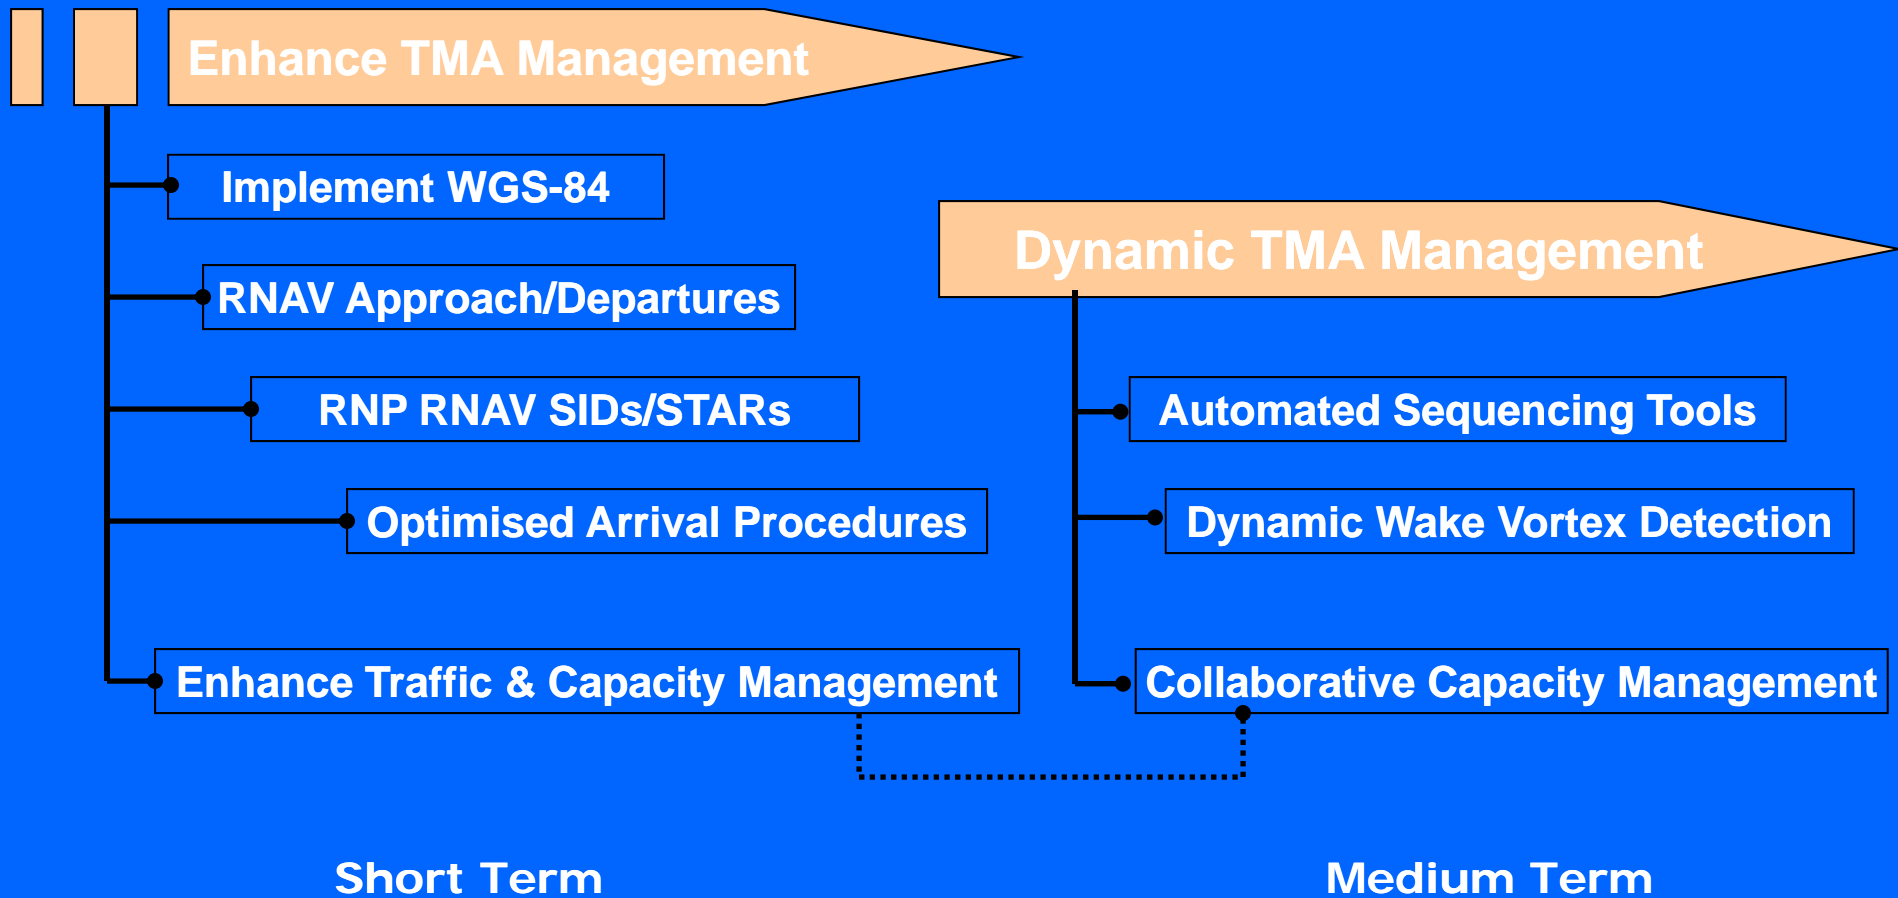 Enhance TMA Management
Implement WGS-84
RNAV Approach/Departures
RNP RNAV SIDs/STARs
Optimised Arrival Procedures
Enhance Traffic & Capacity Management
Dynamic TMA Management
Automated Sequencing Tools
Dynamic Wake Vortex Detection
Collaborative Capacity Management
Short Term
Medium Term